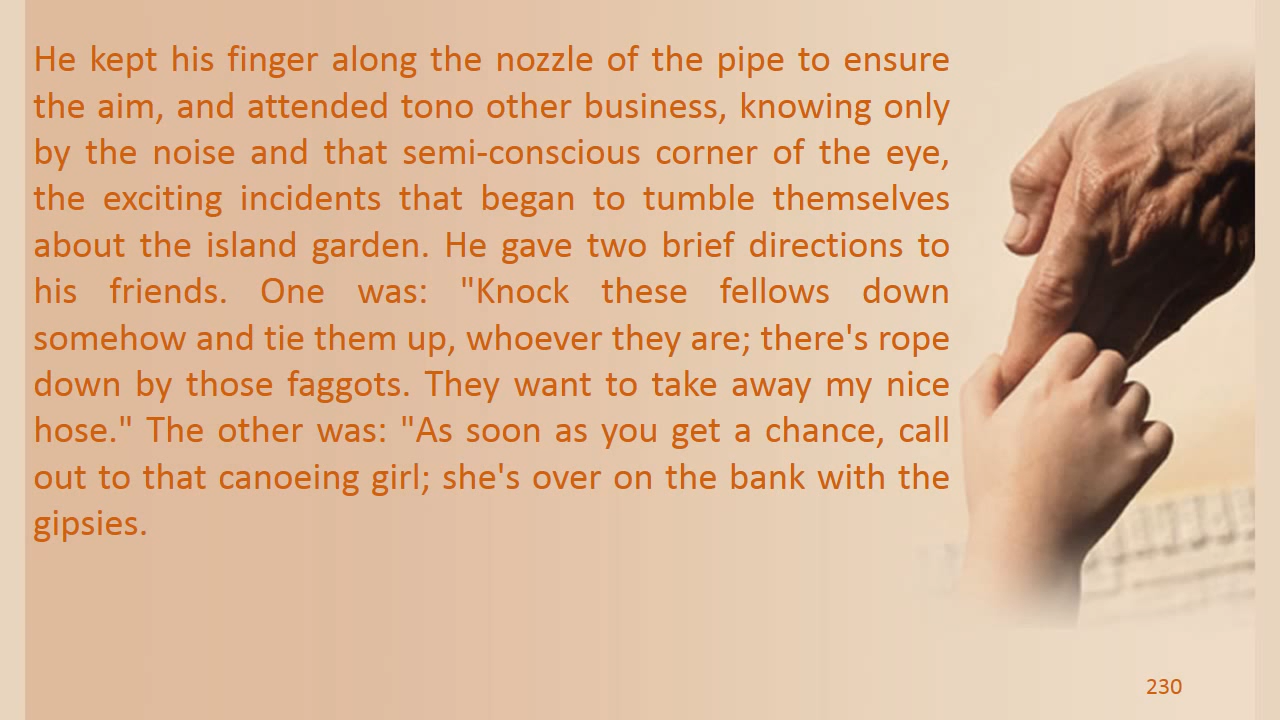 He kept his finger along the nozzle of the pipe to ensure
the aim, and attended tono other business, knowing only
by the noise and that semi-conscious corner of the eye,
the exciting incidents that began to tumble themselves
about the island garden. He gave two brief directions to
his friends. One was: "Knock these fellows down
somehow and tie them up, whoever they are; there's rope
down by those faggots. They want to take away my nice
hose." The other was: "As soon as you get a chance, call
out to that canoeing girl; she's over on the bank with the
gipsies.
230